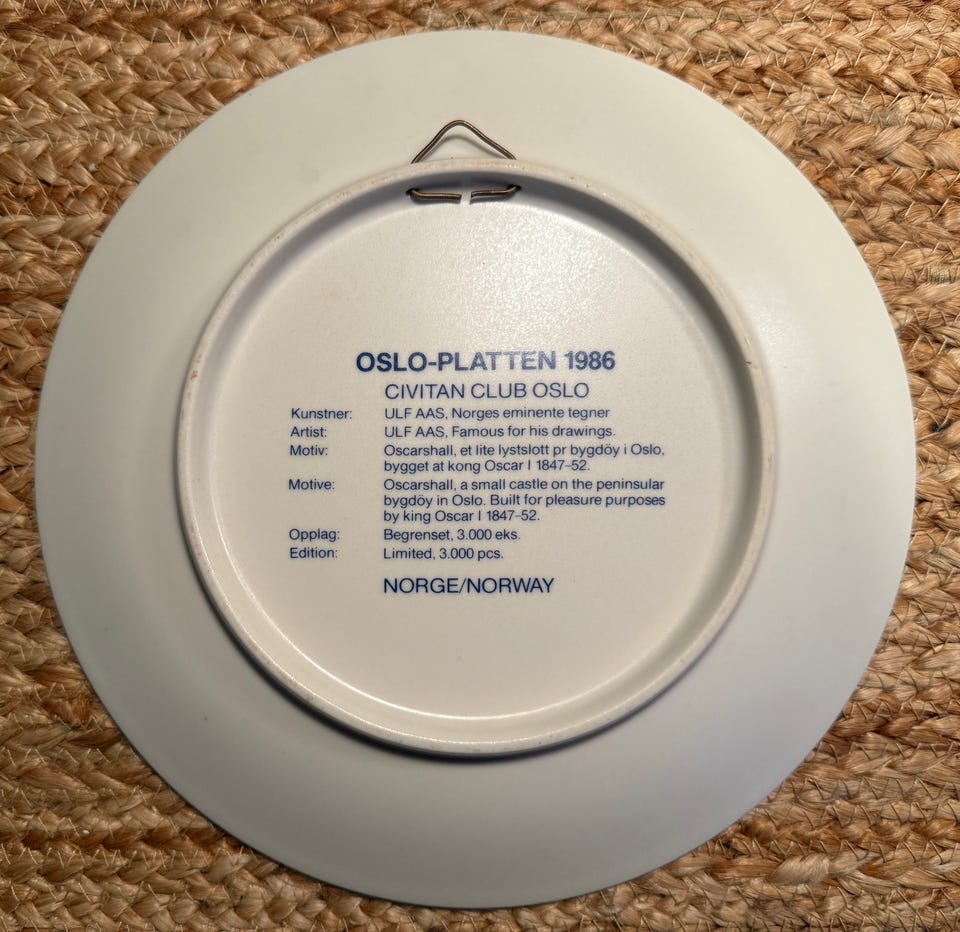 OSLO-PLATTEN 1986
CIVITAN CLUB OSLO
Kunstner: ULF AAS, Norges eminente tegner
Artist: ULF AAS, Famous for his drawings.
Motiv: Oscarshall, et lite lystslott pr bygdöy i Oslo,
bygget at kong Oscar I 1847–52.
Motive: Oscarshall, a small castle on the peninsular
bygdöy in Oslo. Built for pleasure purposes
by king Oscar I 1847–52.
Opplag: Begrenset, 3.000 eks.
Edition: Limited, 3.000 pcs.
NORGE/NORWAY